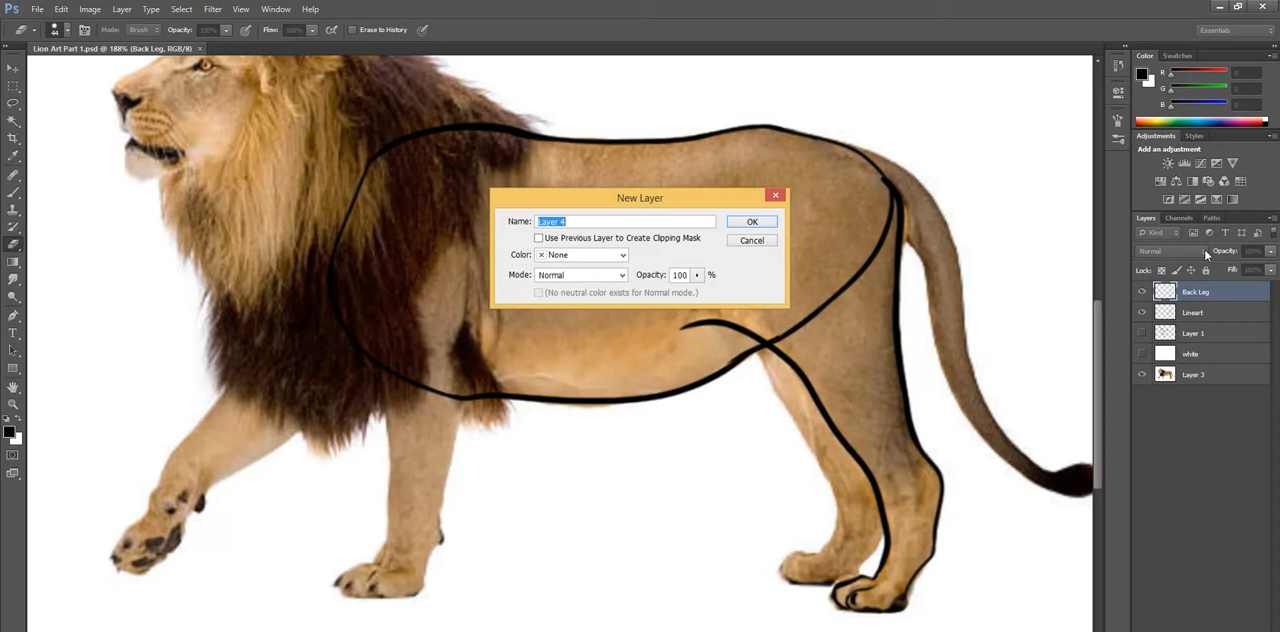 Ps File Edit Image Layer Type Select Filter View Window Help
44 Mode: Brush Opacity: 100% Flow: 100% Erase to History Essentials
Lion Art Part 1.psd @ 188% (Back Leg, RGB/8) ×
Color Swatches
R 0
G 0
B 0
Adjustments Styles
Add an adjustment
Layers Channels Paths
Kind
Normal Opacity: 100%
Lock: Fill: 100%
Back Leg
Lineart
Layer 1
white
Layer 3
New Layer
Name: Layer 4 OK
Use Previous Layer to Create Clipping Mask Cancel
Color: None
Mode: Normal Opacity: 100 %
(No neutral color exists for Normal mode.)